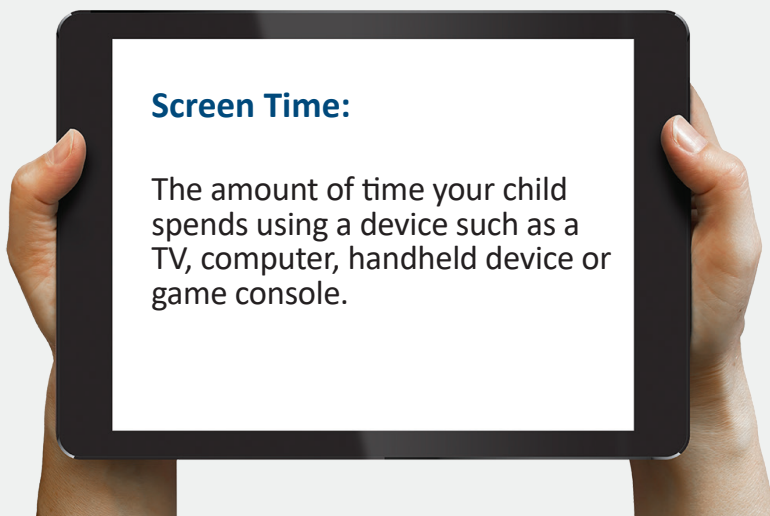 Screen Time:
The amount of time your child
spends using a device such as a
TV, computer, handheld device or
game console.